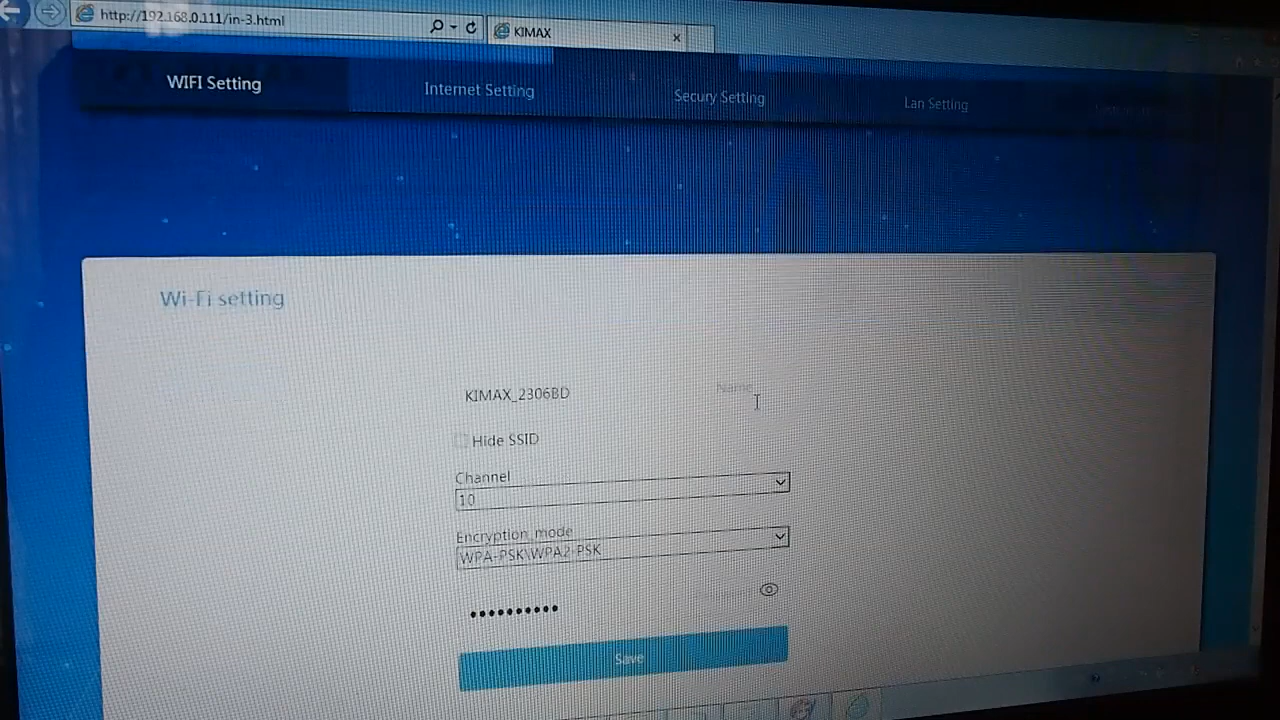 http://192.168.0.111/in-3.html
KIMAX
WIFI Setting
Internet Setting
Secury Setting
Lan Setting
Wi-Fi setting
KIMAX_2306BD
Name
Hide SSID
Channel
10
Encryption mode
WPA-PSK\WPA2-PSK
Save